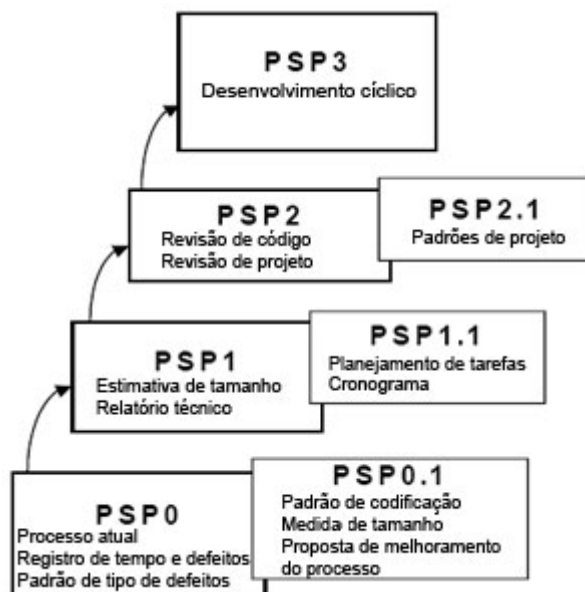 PSP3
Desenvolvimento cíclico
PSP2
Revisão de código
Revisão de projeto
PSP2.1
Padrões de projeto
PSP1
Estimativa de tamanho
Relatório técnico
PSP1.1
Planejamento de tarefas
Cronograma
PSP0
Processo atual
Registro de tempo e defeitos
Padrão de tipo de defeitos
PSP0.1
Padrão de codificação
Medida de tamanho
Proposta de melhoramento
do processo